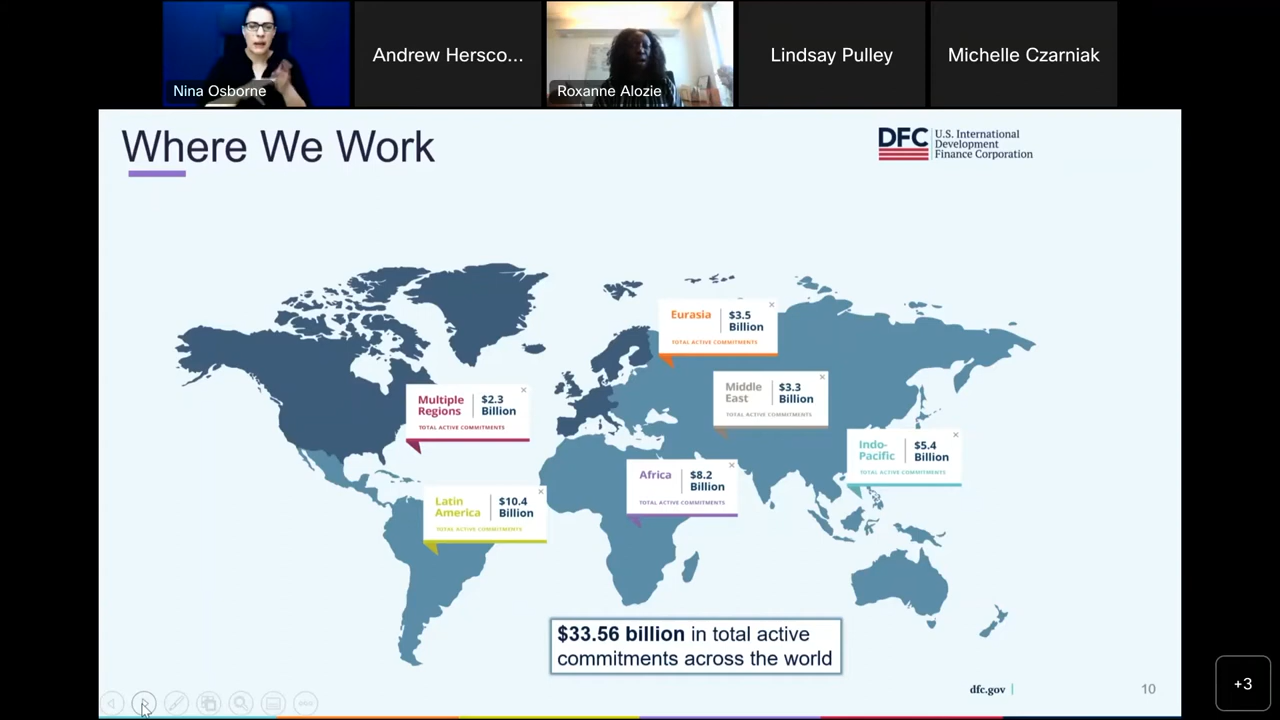 Nina Osborne
Andrew Hersco...
Roxanne Alozie
Lindsay Pulley
Michelle Czarniak
Where We Work
DFC
U.S. International
Development
Finance Corporation
Eurasia
$3.5
Billion
TOTAL ACTIVE COMMITMENTS
Middle
East
$3.3
Billion
TOTAL ACTIVE COMMITMENTS
Multiple
Regions
$2.3
Billion
TOTAL ACTIVE COMMITMENTS
Indo-
Pacific
$5.4
Billion
TOTAL ACTIVE COMMITMENTS
Africa
$8.2
Billion
TOTAL ACTIVE COMMITMENTS
Latin
America
$10.4
Billion
TOTAL ACTIVE COMMITMENTS
$33.56 billion in total active
commitments across the world
dfc.gov
10
+3